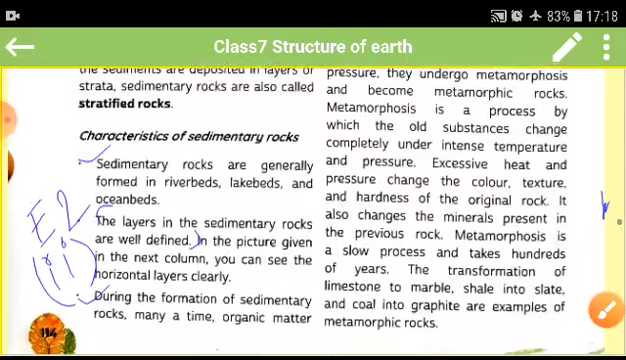 83% 17:18
Class7 Structure of earth
the sediments are deposited in layers or
strata, sedimentary rocks are also called
stratified rocks.
Characteristics of sedimentary rocks
Sedimentary rocks are generally
formed in riverbeds, lakebeds, and
oceanbeds.
The layers in the sedimentary rocks
are well defined. In the picture given
in the next column, you can see the
horizontal layers clearly.
During the formation of sedimentary
rocks, many a time, organic matter
114
pressure, they undergo metamorphosis
and become metamorphic rocks.
Metamorphosis is a process by
which the old substances change
completely under intense temperature
and pressure. Excessive heat and
pressure change the colour, texture,
and hardness of the original rock. It
also changes the minerals present in
the previous rock. Metamorphosis is
a slow process and takes hundreds
of years. The transformation of
limestone to marble, shale into slate,
and coal into graphite are examples of
metamorphic rocks.